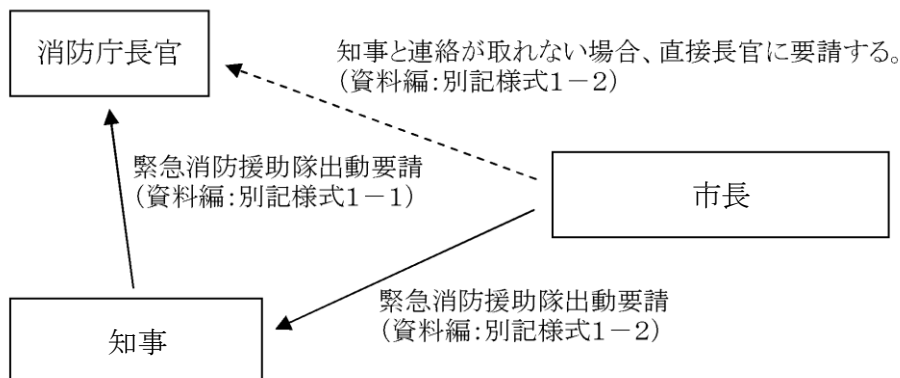 消防庁長官
知事と連絡が取れない場合、直接長官に要請する。
（資料編：別記様式１－２）
緊急消防援助隊出動要請
（資料編：別記様式１－１）
市長
緊急消防援助隊出動要請
（資料編：別記様式１－２）
知事